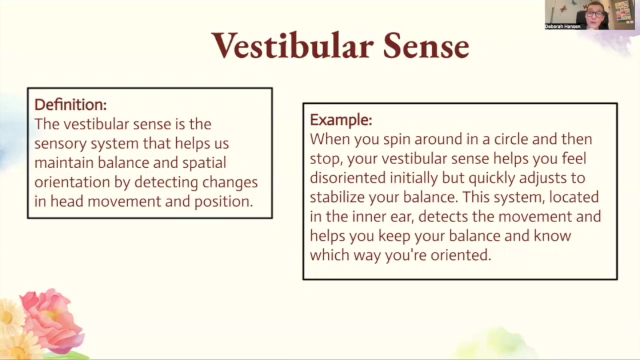 Vestibular Sense
Deborah Hansen
Definition:
The vestibular sense is the
sensory system that helps us
maintain balance and spatial
orientation by detecting changes
in head movement and position.
Example:
When you spin around in a circle and then
stop, your vestibular sense helps you feel
disoriented initially but quickly adjusts to
stabilize your balance. This system, located
in the inner ear, detects the movement and
helps you keep your balance and know
which way you're oriented.